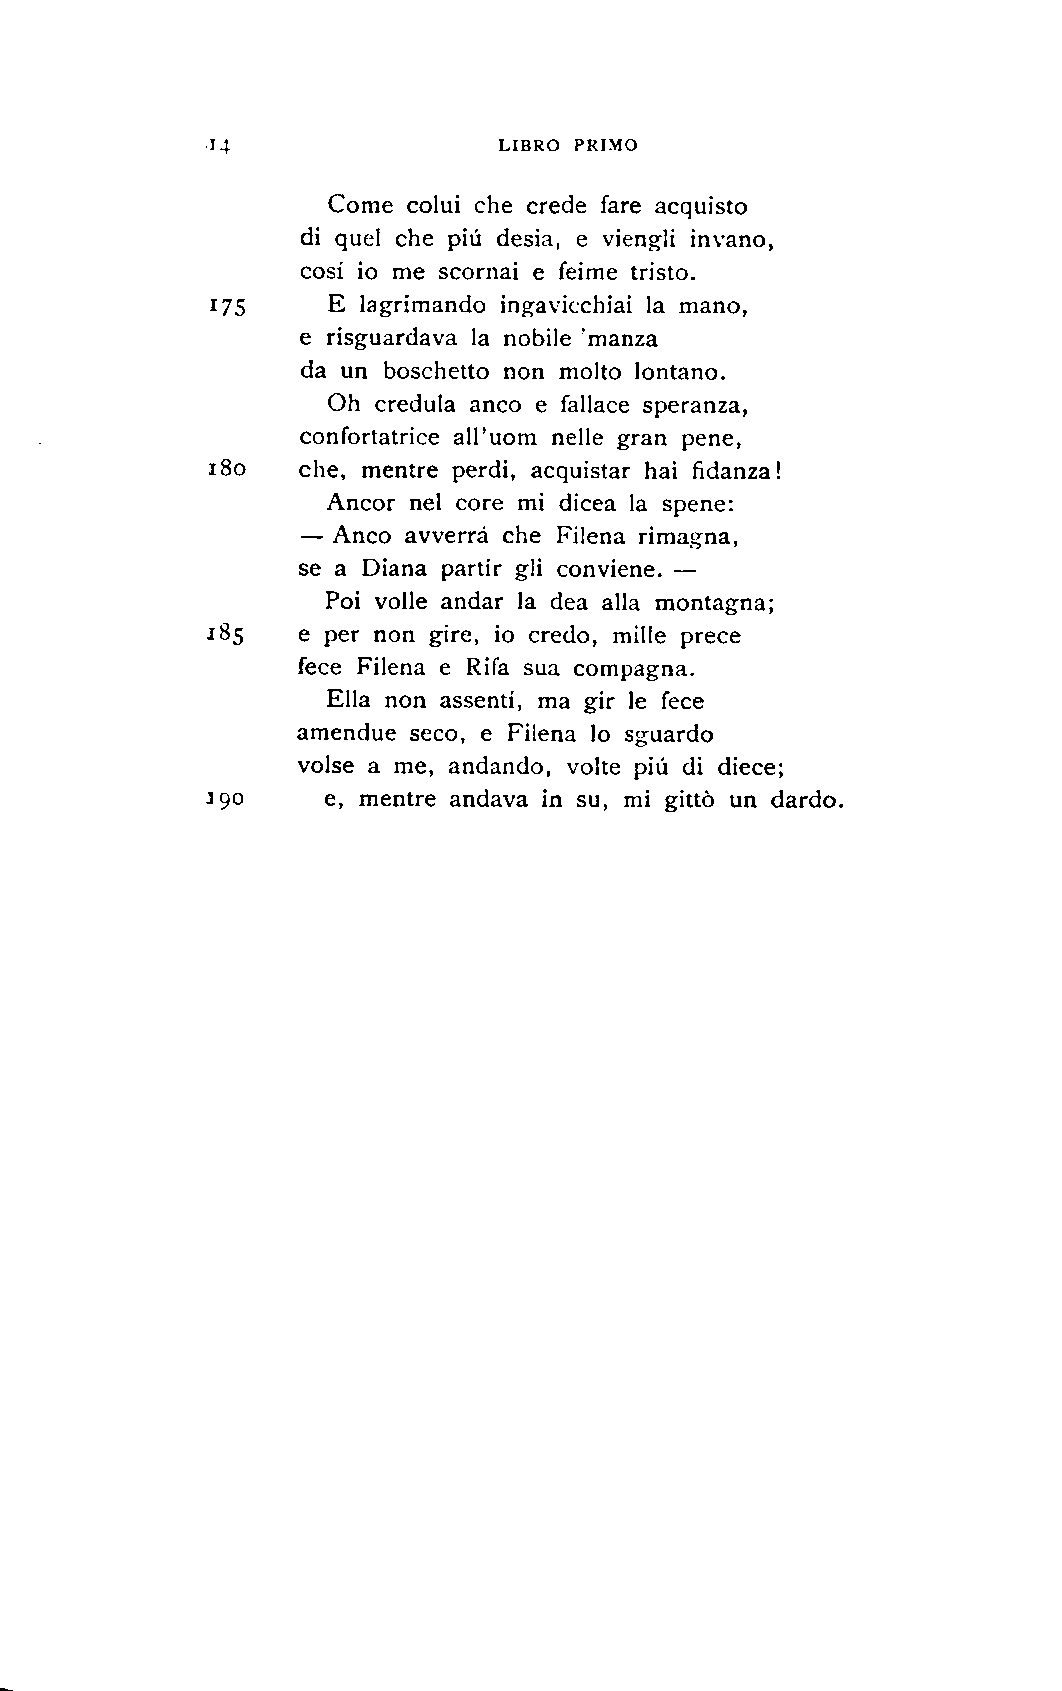 14 LIBRO PRIMO
Come colui che crede fare acquisto
di quel che piú desia, e viengli invano,
cosí io me scornai e feime tristo.
175 E lagrimando ingavicchiai la mano,
e risguardava la nobile 'manza
da un boschetto non molto lontano.
Oh credula anco e fallace speranza,
confortatrice all'uom nelle gran pene,
180 che, mentre perdi, acquistar hai fidanza!
Ancor nel core mi dicea la spene:
— Anco avverrá che Filena rimagna,
se a Diana partir gli conviene. —
Poi volle andar la dea alla montagna;
185 e per non gire, io credo, mille prece
fece Filena e Rifa sua compagna.
Ella non assentí, ma gir le fece
amendue seco, e Filena lo sguardo
volse a me, andando, volte piú di diece;
190 e, mentre andava in su, mi gittò un dardo.